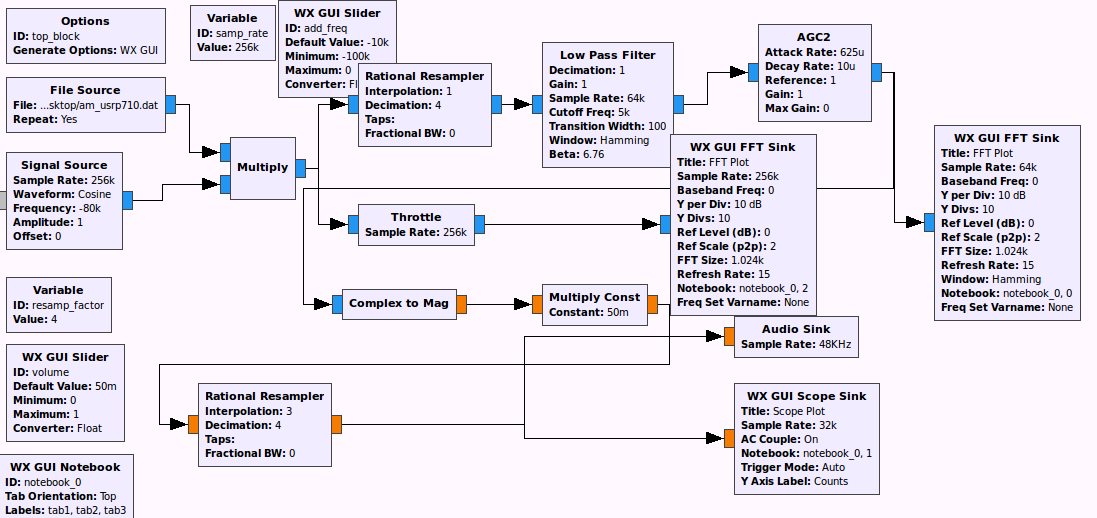 Options
ID: top_block
Generate Options: WX GUI
Variable
ID: samp_rate
Value: 256k
WX GUI Slider
ID: add_freq
Default Value: -10k
Minimum: -100k
Maximum: 0
Converter: Fl
File Source
File: ...sktop/am_usrp710.dat
Repeat: Yes
Signal Source
Sample Rate: 256k
Waveform: Cosine
Frequency: -80k
Amplitude: 1
Offset: 0
Multiply
Rational Resampler
Interpolation: 1
Decimation: 4
Taps:
Fractional BW: 0
Low Pass Filter
Decimation: 1
Gain: 1
Sample Rate: 64k
Cutoff Freq: 5k
Transition Width: 100
Window: Hamming
Beta: 6.76
AGC2
Attack Rate: 625u
Decay Rate: 10u
Reference: 1
Gain: 1
Max Gain: 0
WX GUI FFT Sink
Title: FFT Plot
Sample Rate: 256k
Baseband Freq: 0
Y per Div: 10 dB
Y Divs: 10
Ref Level (dB): 0
Ref Scale (p2p): 2
FFT Size: 1.024k
Refresh Rate: 15
Notebook: notebook_0, 2
Freq Set Varname: None
WX GUI FFT Sink
Title: FFT Plot
Sample Rate: 64k
Baseband Freq: 0
Y per Div: 10 dB
Y Divs: 10
Ref Level (dB): 0
Ref Scale (p2p): 2
FFT Size: 1.024k
Refresh Rate: 15
Window: Hamming
Notebook: notebook_0, 0
Freq Set Varname: None
Throttle
Sample Rate: 256k
Variable
ID: resamp_factor
Value: 4
Complex to Mag
Multiply Const
Constant: 50m
Audio Sink
Sample Rate: 48KHz
WX GUI Slider
ID: volume
Default Value: 50m
Minimum: 0
Maximum: 1
Converter: Float
Rational Resampler
Interpolation: 3
Decimation: 4
Taps:
Fractional BW: 0
WX GUI Scope Sink
Title: Scope Plot
Sample Rate: 32k
AC Couple: On
Notebook: notebook_0, 1
Trigger Mode: Auto
Y Axis Label: Counts
WX GUI Notebook
ID: notebook_0
Tab Orientation: Top
Labels: tab1, tab2, tab3